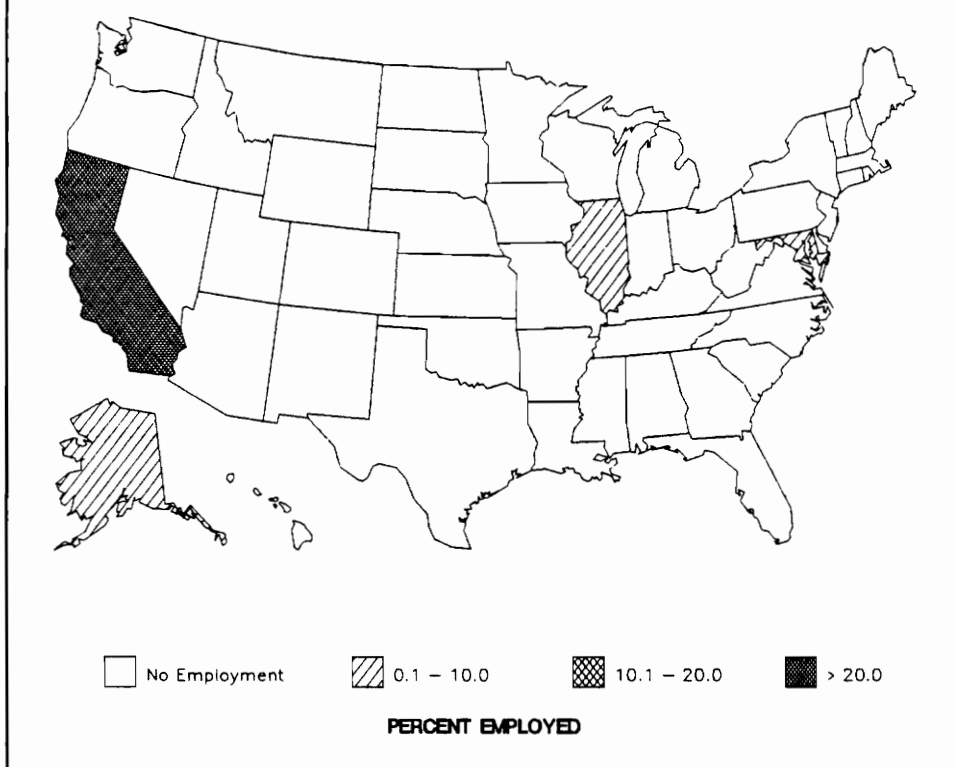 No Employment 0.1 – 10.0 10.1 – 20.0 > 20.0
PERCENT EMPLOYED